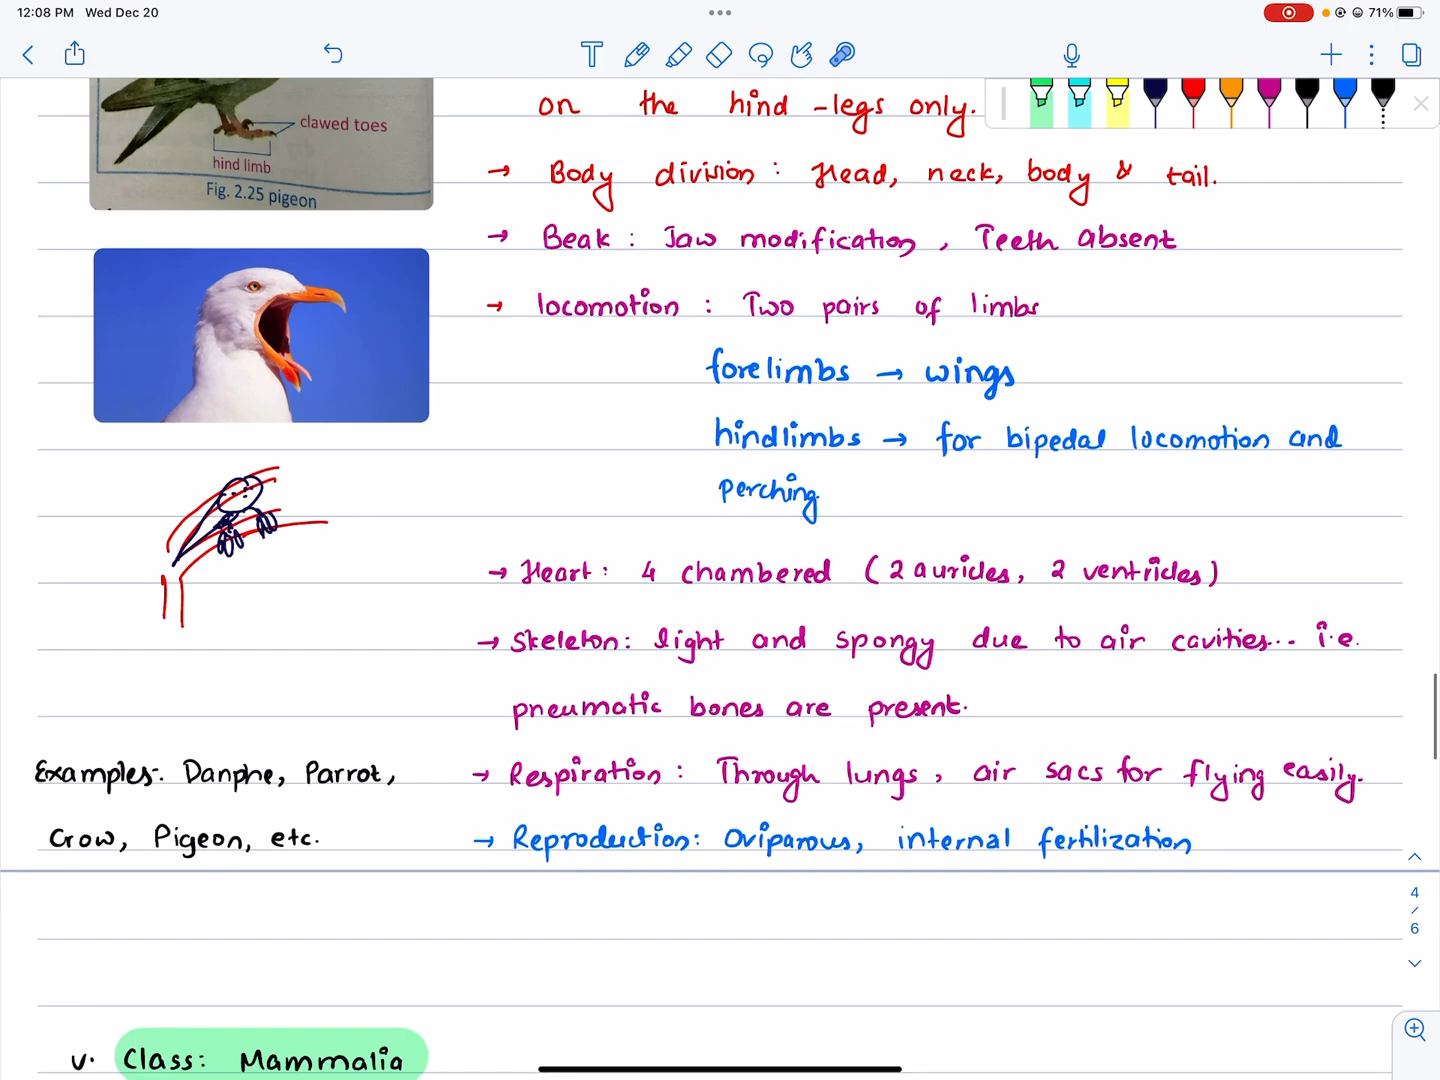 12:08 PM Wed Dec 20
71%
on the hind -legs only.
clawed toes
hind limb
Fig. 2.25 pigeon
→ Body division : Head, neck, body & tail.
→ Beak : Jaw modification , Teeth absent
→ locomotion : Two pairs of limbs
forelimbs → wings
hindlimbs → for bipedal locomotion and
perching
→ Heart : 4 chambered ( 2 auricles, 2 ventricles )
→ Skeleton : light and spongy due to air cavities... i.e.
pneumatic bones are present.
Examples:- Danphe, Parrot,
Crow, Pigeon, etc.
→ Respiration : Through lungs , air sacs for flying easily.
→ Reproduction : Oviparous, internal fertilization
4
/
6
v. Class : Mammalia